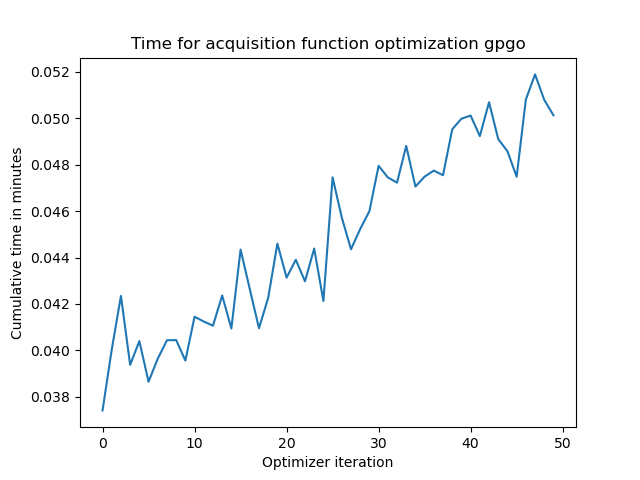 Time for acquisition function optimization gpgo
0.052
0.050
0.048
0.046
0.044
0.042
0.040
0.038
Cumulative time in minutes
0 10 20 30 40 50
Optimizer iteration